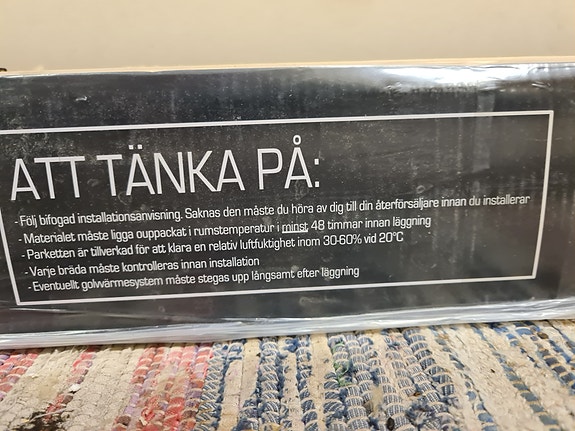 ATT TÄNKA PÅ:
- Följ bifogad installationsanvisning. Saknas den måste du höra av dig till din återförsäljare innan du installerar
- Materialet måste ligga ouppackat i rumstemperatur i minst 48 timmar innan läggning
- Parketten är tillverkad för att klara en relativ luftfuktighet inom 30-60% vid 20°C
- Varje bräda måste kontrolleras innan installation
- Eventuellt golvvärmesystem måste stegas upp långsamt efter läggning